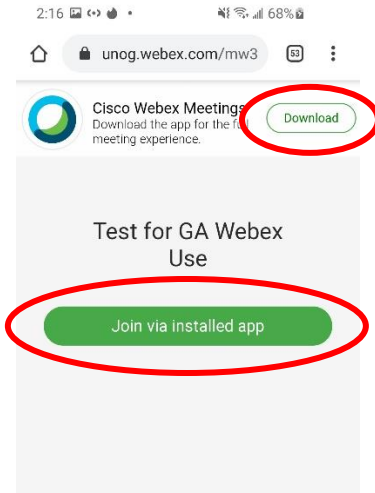 2:16 68%
unog.webex.com/mw3 53
Cisco Webex Meetings
Download the app for the full
meeting experience.
Download
Test for GA Webex
Use
Join via installed app